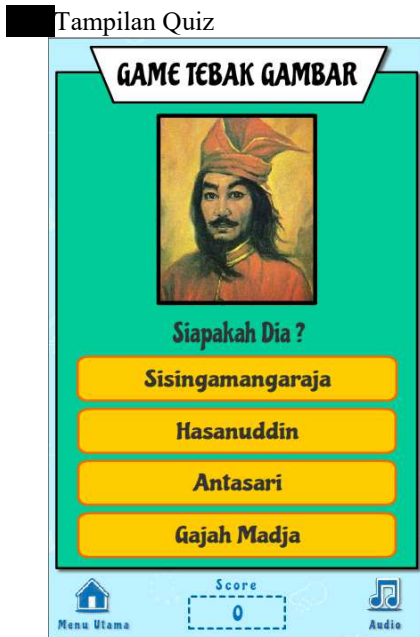 Tampilan Quiz
GAME TEBAK GAMBAR
Siapakah Dia ?
Sisingamangaraja
Hasanuddin
Antasari
Gajah Madja
Score
0
Menu Utama
Audio